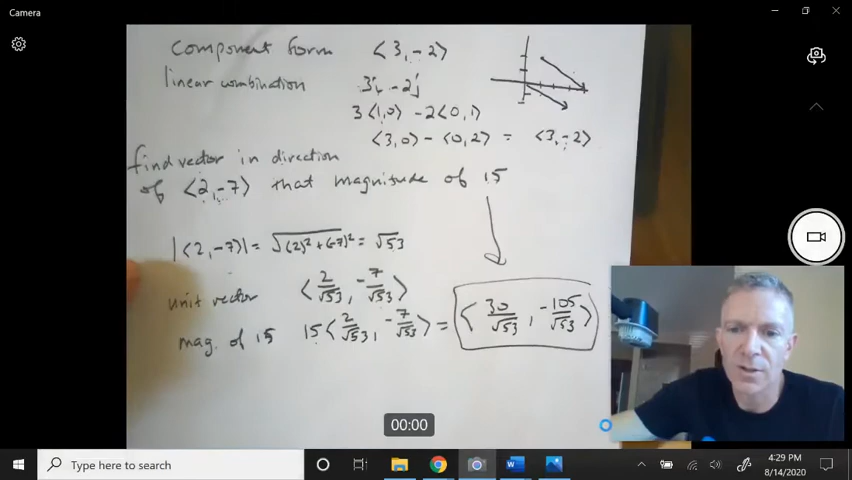 Camera
component form ⟨3,-2⟩
linear combination 3i - 2j
3⟨1,0⟩ - 2⟨0,1⟩
⟨3,0⟩ - ⟨0,2⟩ = ⟨3,-2⟩
find vector in direction
of ⟨2,-7⟩ that magnitude of 15
|⟨2,-7⟩| = √(2)²+(-7)² = √53
unit vector ⟨2/√53, -7/√53⟩
mag. of 15 15⟨2/√53, -7/√53⟩ = ⟨30/√53, -105/√53⟩
00:00
Type here to search
4:29 PM
8/14/2020